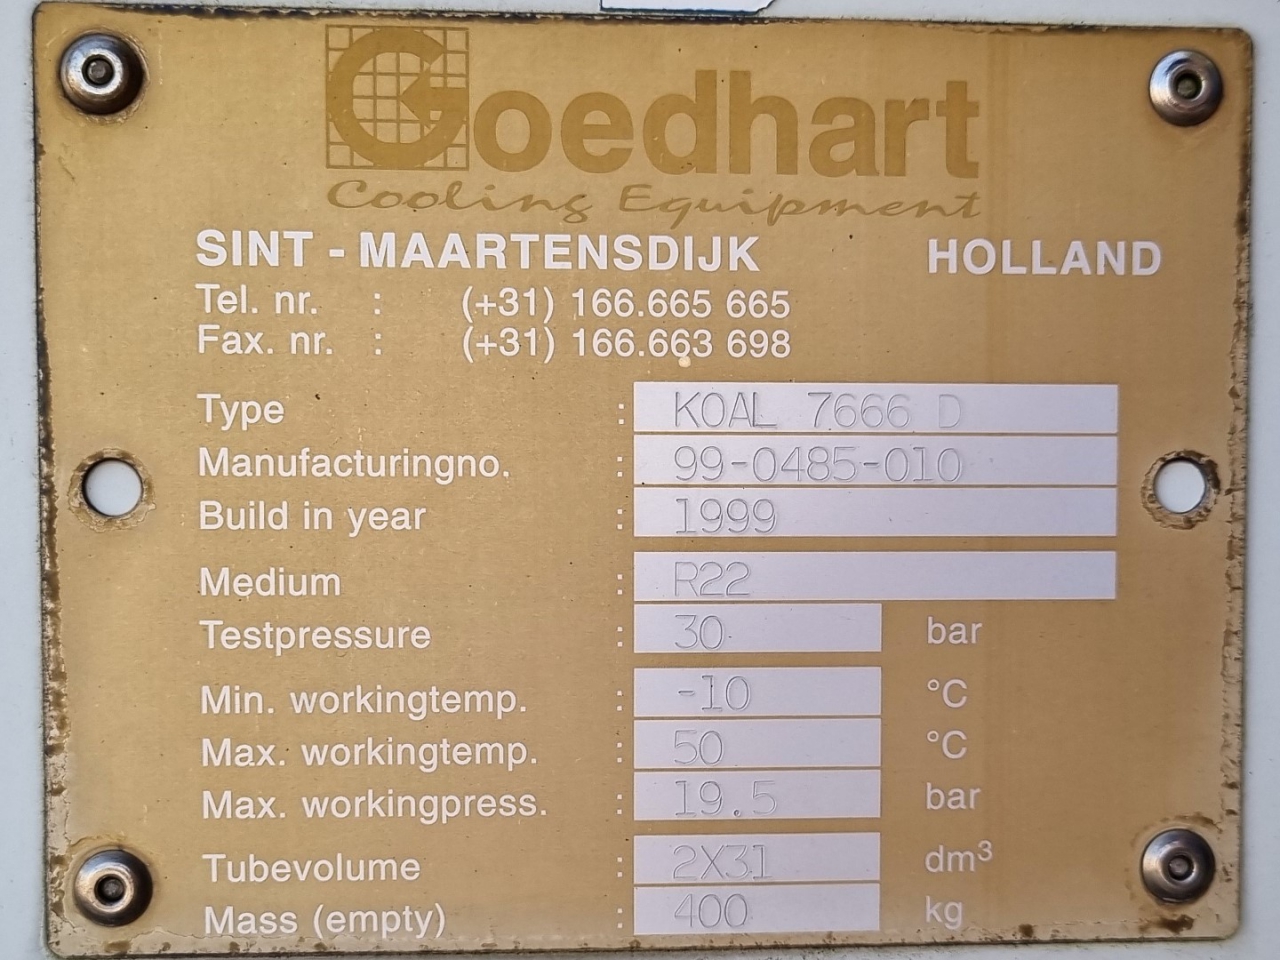 Goedhart
Cooling Equipment
SINT - MAARTENSDIJK HOLLAND
Tel. nr. : (+31) 166.665 665
Fax. nr. : (+31) 166.663 698
Type : KOAL 7666 D
Manufacturingno. : 99-0485-010
Build in year : 1999
Medium : R22
Testpressure : 30 bar
Min. workingtemp. : -10 °C
Max. workingtemp. : 50 °C
Max. workingpress. : 19.5 bar
Tubevolume : 2X31 dm³
Mass (empty) : 400 kg